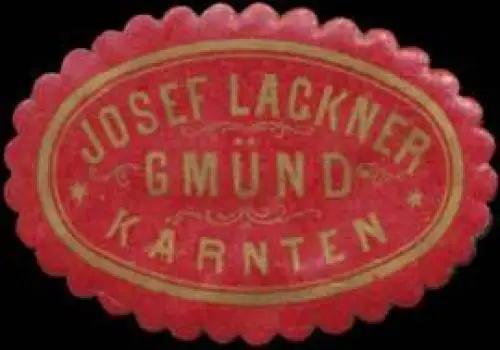 JOSEF LACKNER
GMÜND
KÄRNTEN